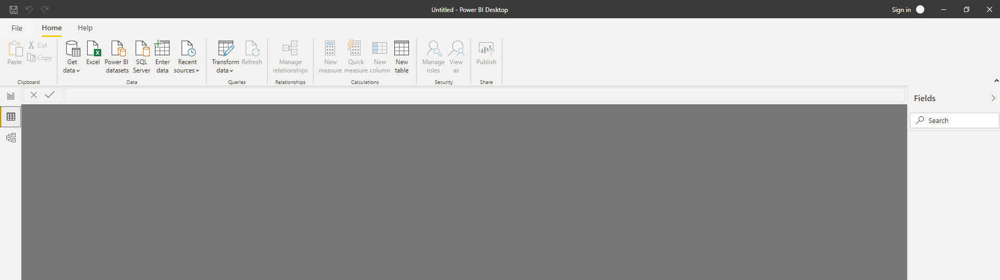 Untitled - Power BI Desktop
Sign in
File Home Help
Paste
Cut
Copy
Clipboard
Get data
Excel
Power BI datasets
SQL Server
Enter data
Recent sources
Data
Transform data
Refresh
Queries
Manage relationships
Relationships
New measure
Quick measure
New column
New table
Calculations
Manage roles
View as
Security
Publish
Share
Fields
Search